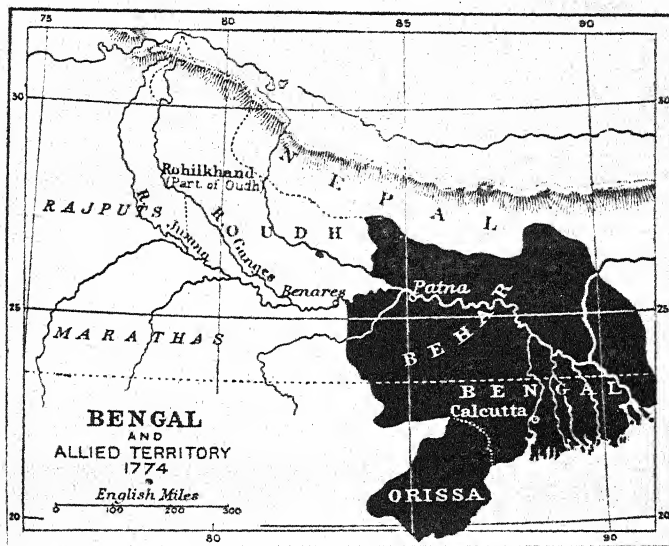 75 80 85 90
30 30
NEPAL
Rohilkhand
(Part of Oudh)
RAJPUTS
R. Jumna
R. Ganges
OUDH
Benares
Patna
25 25
MARATHAS
BEHAR
BENGAL
Calcutta
BENGAL
AND
ALLIED TERRITORY
1774
English Miles
0 100 200 300
ORISSA
20 20
80 90